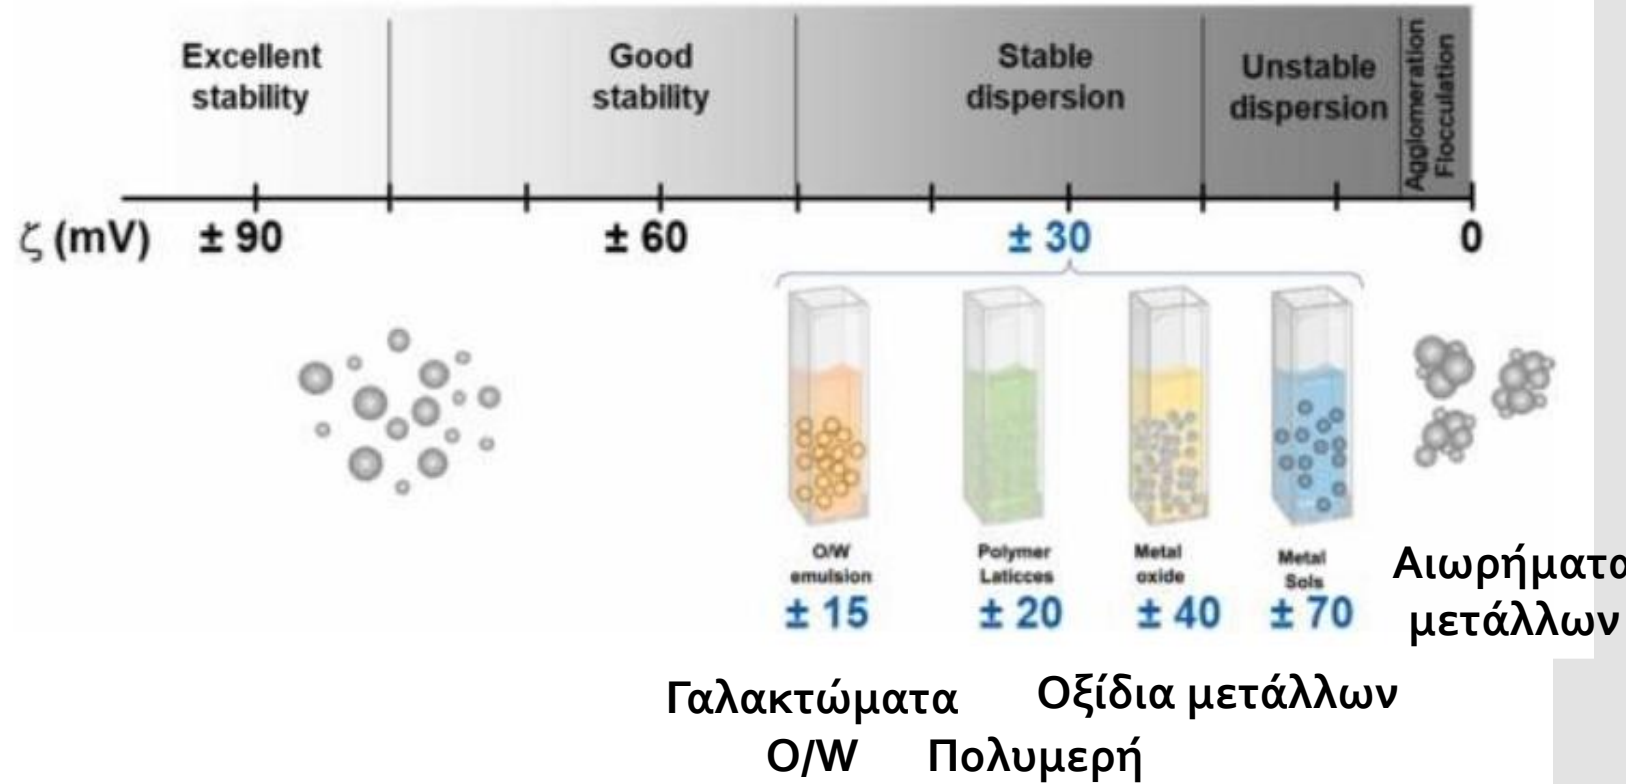 Excellent
stability
Good
stability
Stable
dispersion
Unstable
dispersion
Agglomeration
Flocculation
ζ (mV)
± 90
± 60
± 30
0
O/W
emulsion
± 15
Polymer
Laticces
± 20
Metal
oxide
± 40
Metal
Sols
± 70
Αιωρήματα
μετάλλων
Γαλακτώματα
O/W
Πολυμερή
Οξίδια μετάλλων